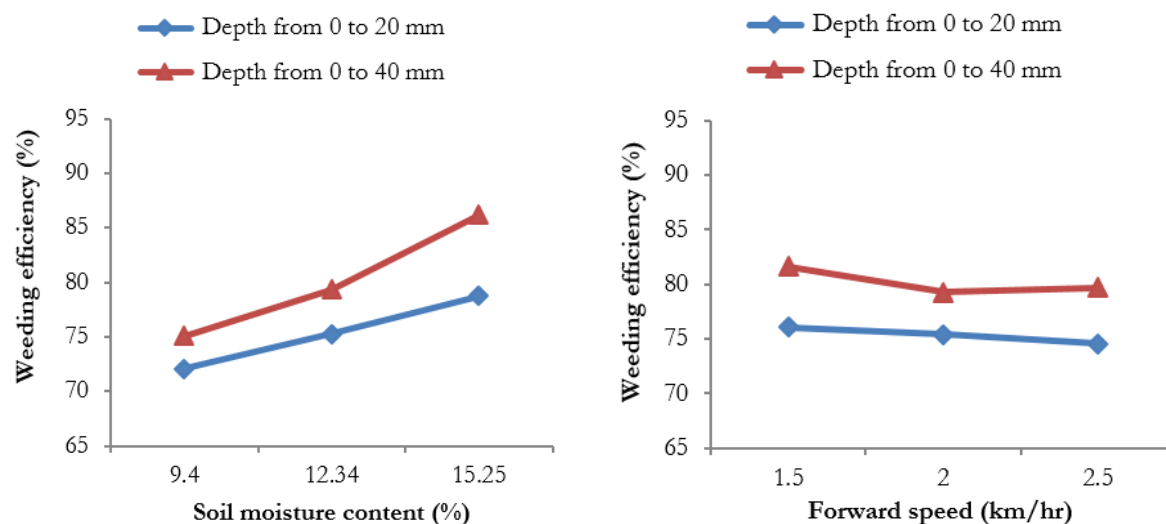 Depth from 0 to 20 mm
Depth from 0 to 40 mm
Weeding efficiency (%)
95
90
85
80
75
70
65
9.4 12.34 15.25
Soil moisture content (%)
Depth from 0 to 20 mm
Depth from 0 to 40 mm
Weeding efficiency (%)
95
90
85
80
75
70
65
1.5 2 2.5
Forward speed (km/hr)